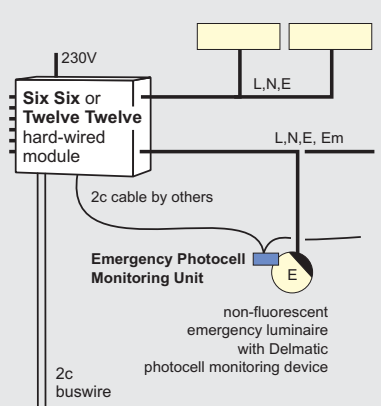 230V
L,N,E
Six Six or
Twelve Twelve
hard-wired
module
L,N,E, Em
2c cable by others
Emergency Photocell
Monitoring Unit
E
non-fluorescent
emergency luminaire
with Delmatic
photocell monitoring device
2c
buswire